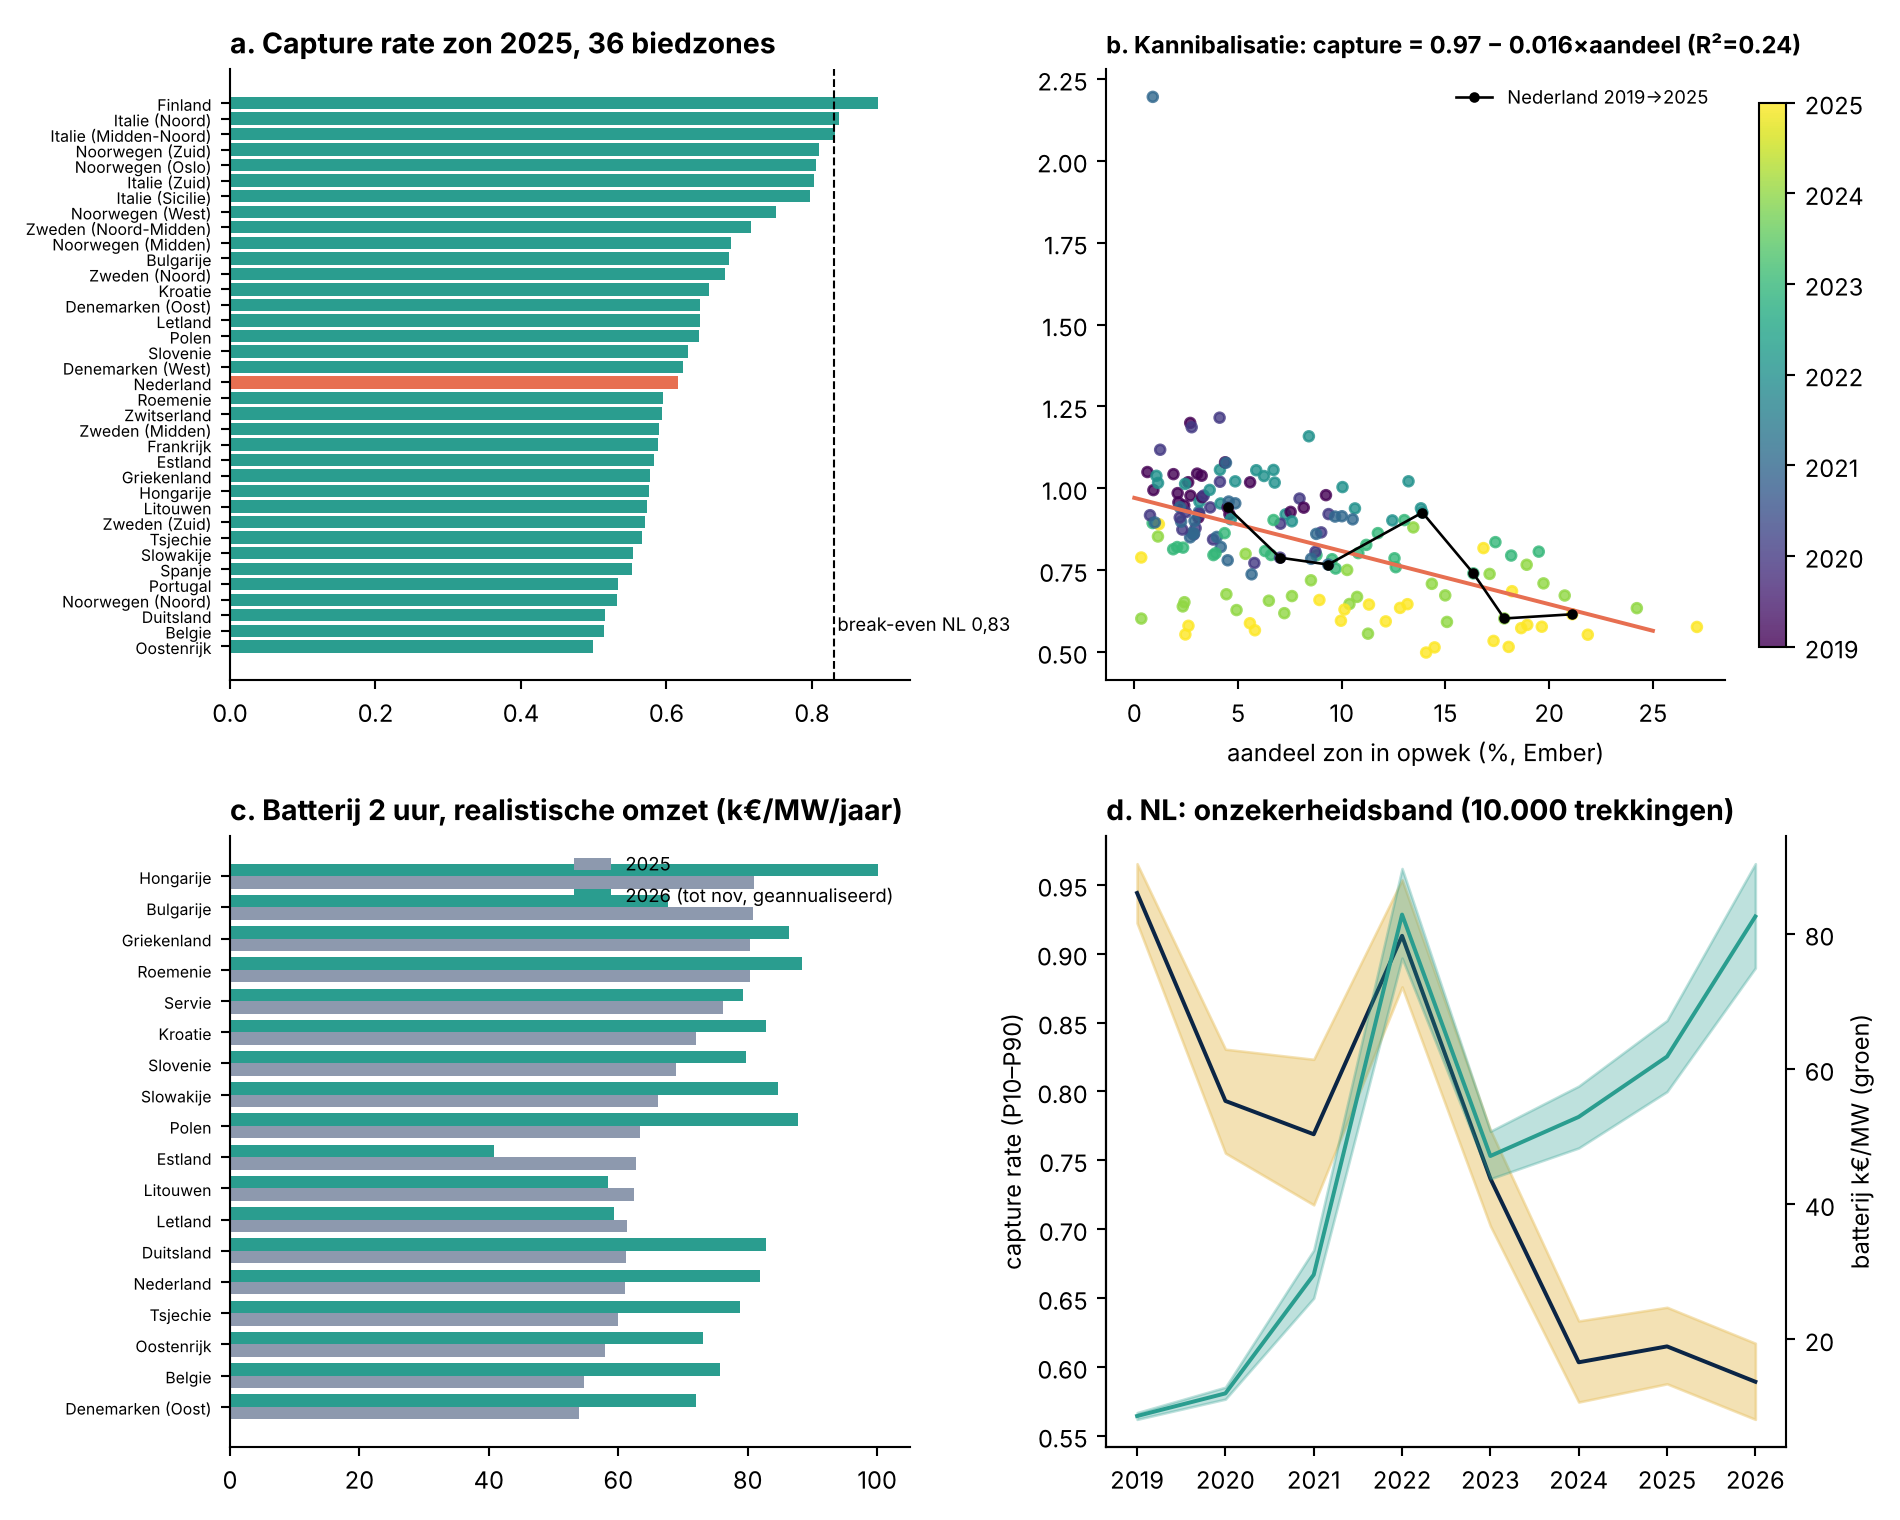 a. Capture rate zon 2025, 36 biedzones
Finland
Italie (Noord)
Italie (Midden-Noord)
Noorwegen (Zuid)
Noorwegen (Oslo)
Italie (Zuid)
Italie (Sicilie)
Noorwegen (West)
Zweden (Noord-Midden)
Noorwegen (Midden)
Bulgarije
Zweden (Noord)
Kroatie
Denemarken (Oost)
Letland
Polen
Slovenie
Denemarken (West)
Nederland
Roemenie
Zwitserland
Zweden (Midden)
Frankrijk
Estland
Griekenland
Hongarije
Litouwen
Zweden (Zuid)
Tsjechie
Slowakije
Spanje
Portugal
Noorwegen (Noord)
Duitsland
Belgie
Oostenrijk
break-even NL 0,83
0.0 0.2 0.4 0.6 0.8
b. Kannibalisatie: capture = 0.97 − 0.016×aandeel (R²=0.24)
Nederland 2019→2025
2.25
2.00
1.75
1.50
1.25
1.00
0.75
0.50
0 5 10 15 20 25
aandeel zon in opwek (%, Ember)
2025
2024
2023
2022
2021
2020
2019
c. Batterij 2 uur, realistische omzet (k€/MW/jaar)
2025
2026 (tot nov, geannualiseerd)
Hongarije
Bulgarije
Griekenland
Roemenie
Servie
Kroatie
Slovenie
Slowakije
Polen
Estland
Litouwen
Letland
Duitsland
Nederland
Tsjechie
Oostenrijk
Belgie
Denemarken (Oost)
0 20 40 60 80 100
d. NL: onzekerheidsband (10.000 trekkingen)
capture rate (P10–P90)
0.95
0.90
0.85
0.80
0.75
0.70
0.65
0.60
0.55
2019 2020 2021 2022 2023 2024 2025 2026
80
60
40
20
batterij k€/MW (groen)